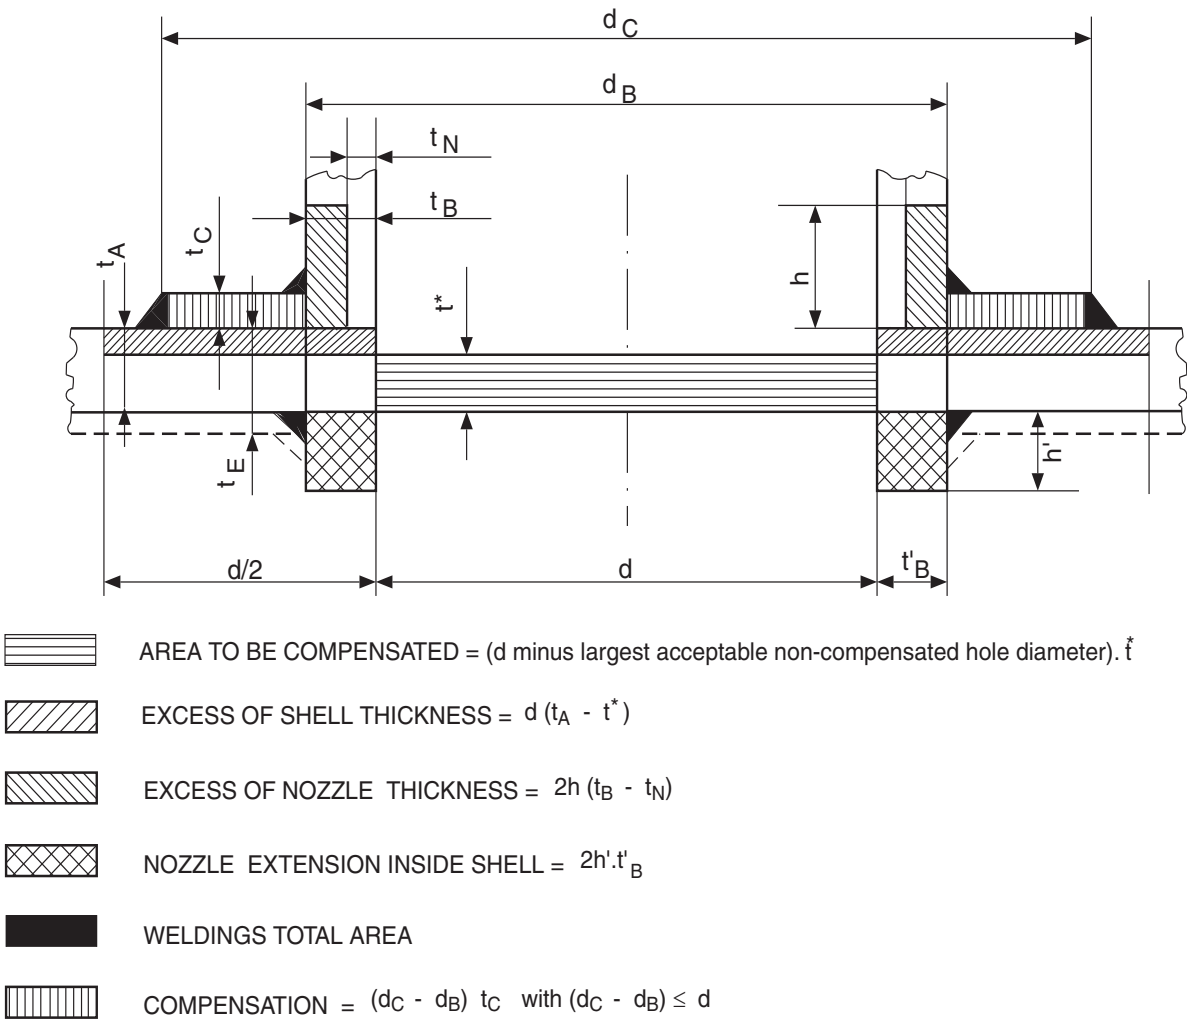 d C
d B
t N
t B
t C
t A
t*
h
t E
h'
d/2
d
t'B
AREA TO BE COMPENSATED = (d minus largest acceptable non-compensated hole diameter). t*
EXCESS OF SHELL THICKNESS = d (tA - t*)
EXCESS OF NOZZLE THICKNESS = 2h (tB - tN)
NOZZLE EXTENSION INSIDE SHELL = 2h'.t'B
WELDINGS TOTAL AREA
COMPENSATION = (dC - dB) tC with (dC - dB) ≤ d